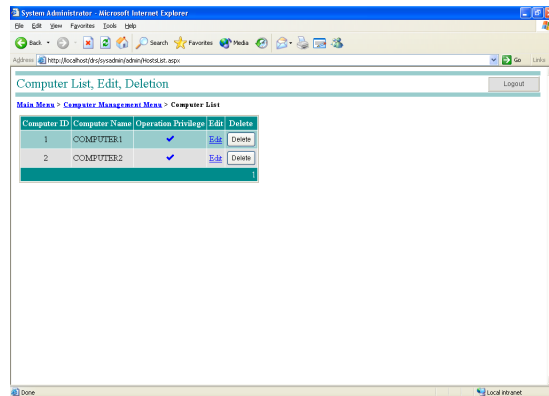 System Administrator - Microsoft Internet Explorer
File Edit View Favorites Tools Help
Back Search Favorites Media
Address http://localhost/drs/sysadmin/admin/HostsList.aspx Go Links
Computer List, Edit, Deletion Logout
Main Menu > Computer Management Menu > Computer List
Computer ID Computer Name Operation Privilege Edit Delete
1 COMPUTER1 Edit Delete
2 COMPUTER2 Edit Delete
1
Done Local intranet